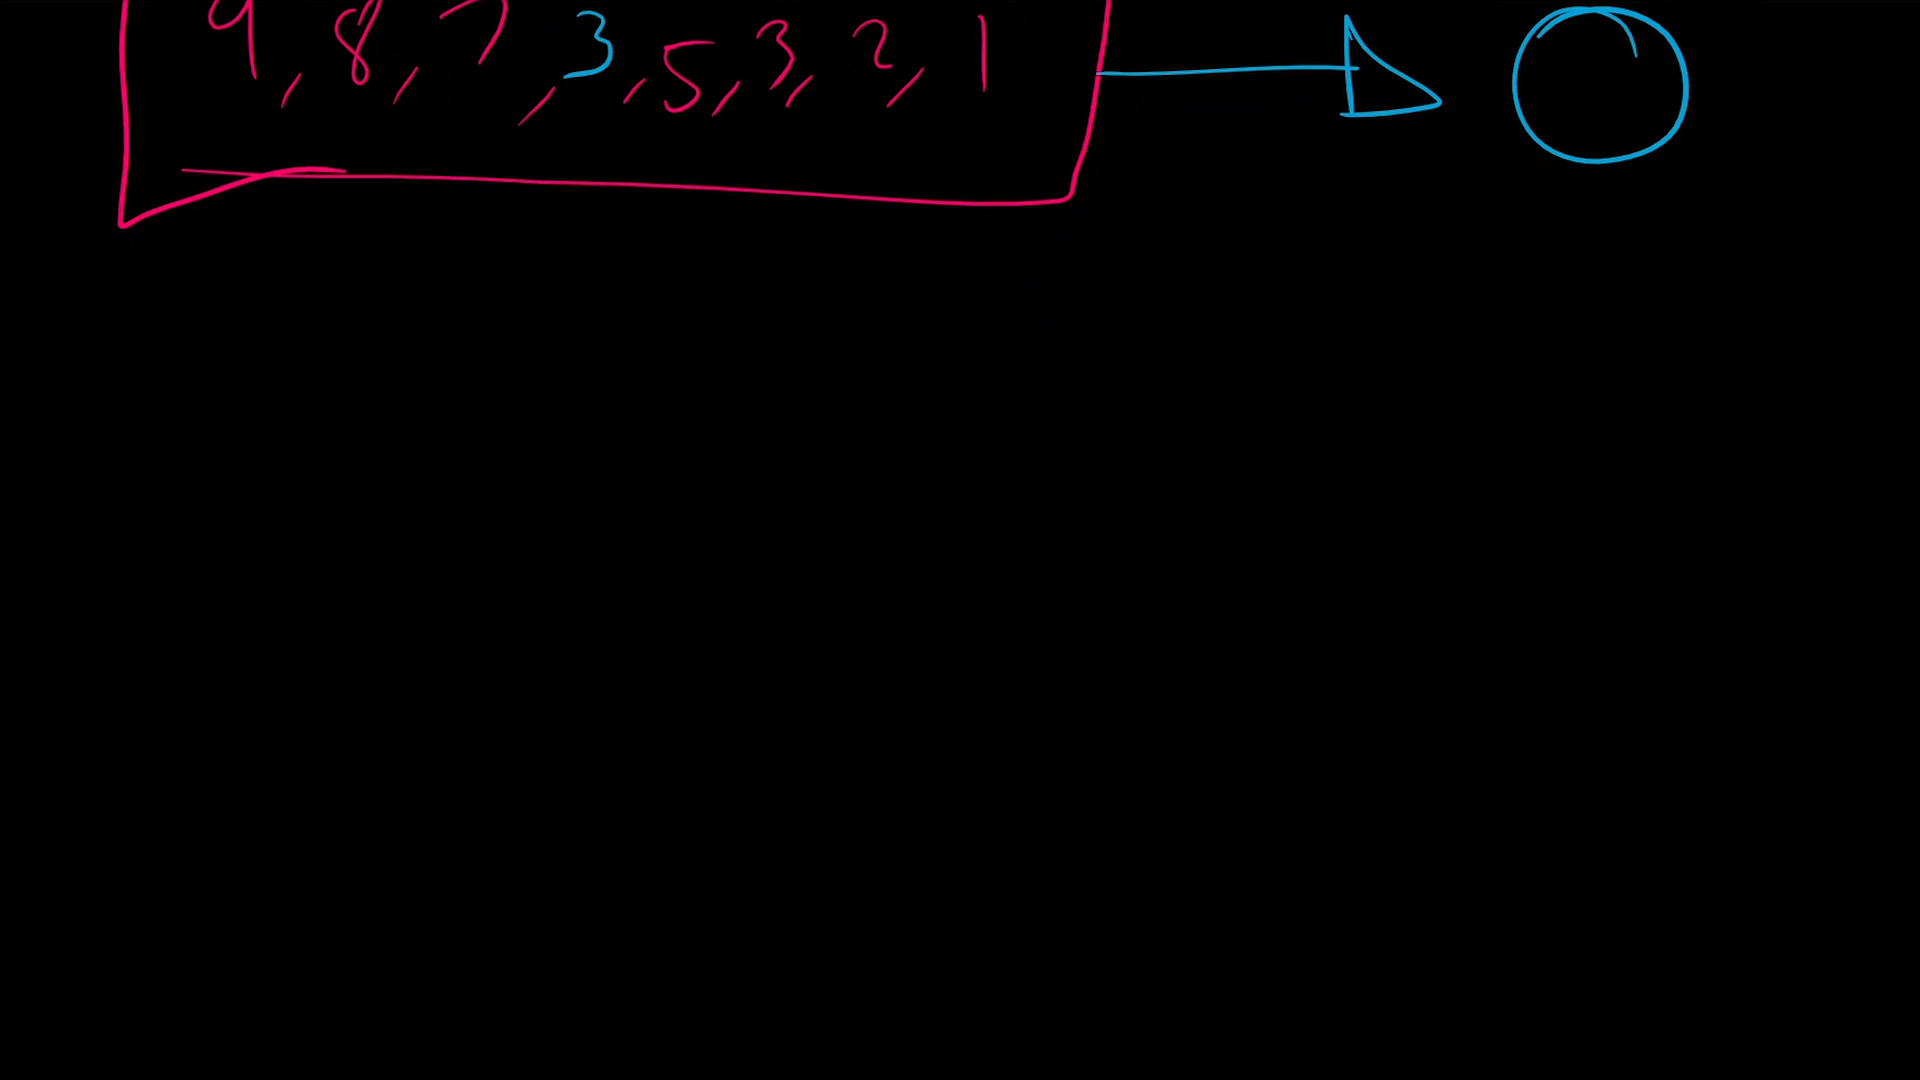 9, 8, 7, 3, 5, 3, 2, 1